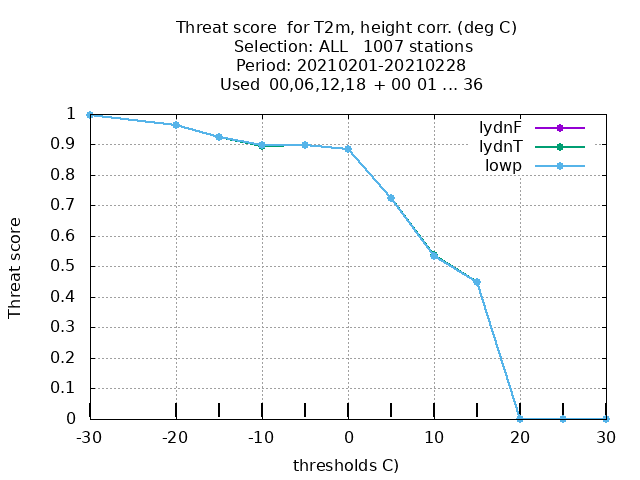 Threat score  for T2m, height corr. (deg C)
Selection: ALL   1007 stations
Period: 20210201-20210228
Used  00,06,12,18  + 00 01 ... 36
lydnF
lydnT
lowp
1
0.9
0.8
0.7
0.6
0.5
0.4
0.3
0.2
0.1
0
Threat score
-30 -20 -10 0 10 20 30
thresholds C)